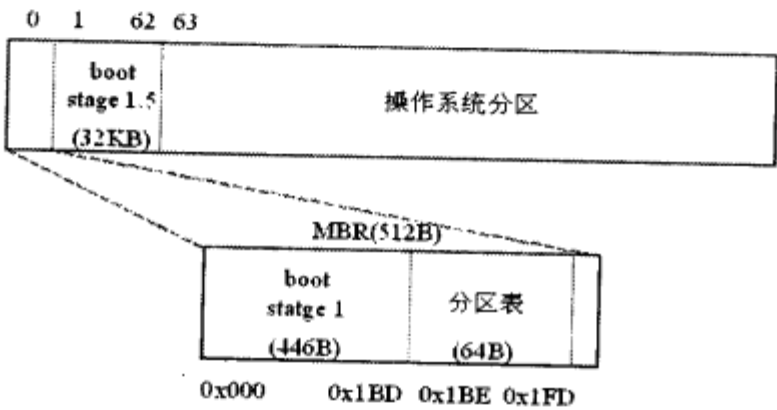 0 1 62 63
boot
stage 1.5
(32KB)
操作系统分区
MBR(512B)
boot
statge 1
(446B)
分区表
(64B)
0x000 0x1BD 0x1BE 0x1FD